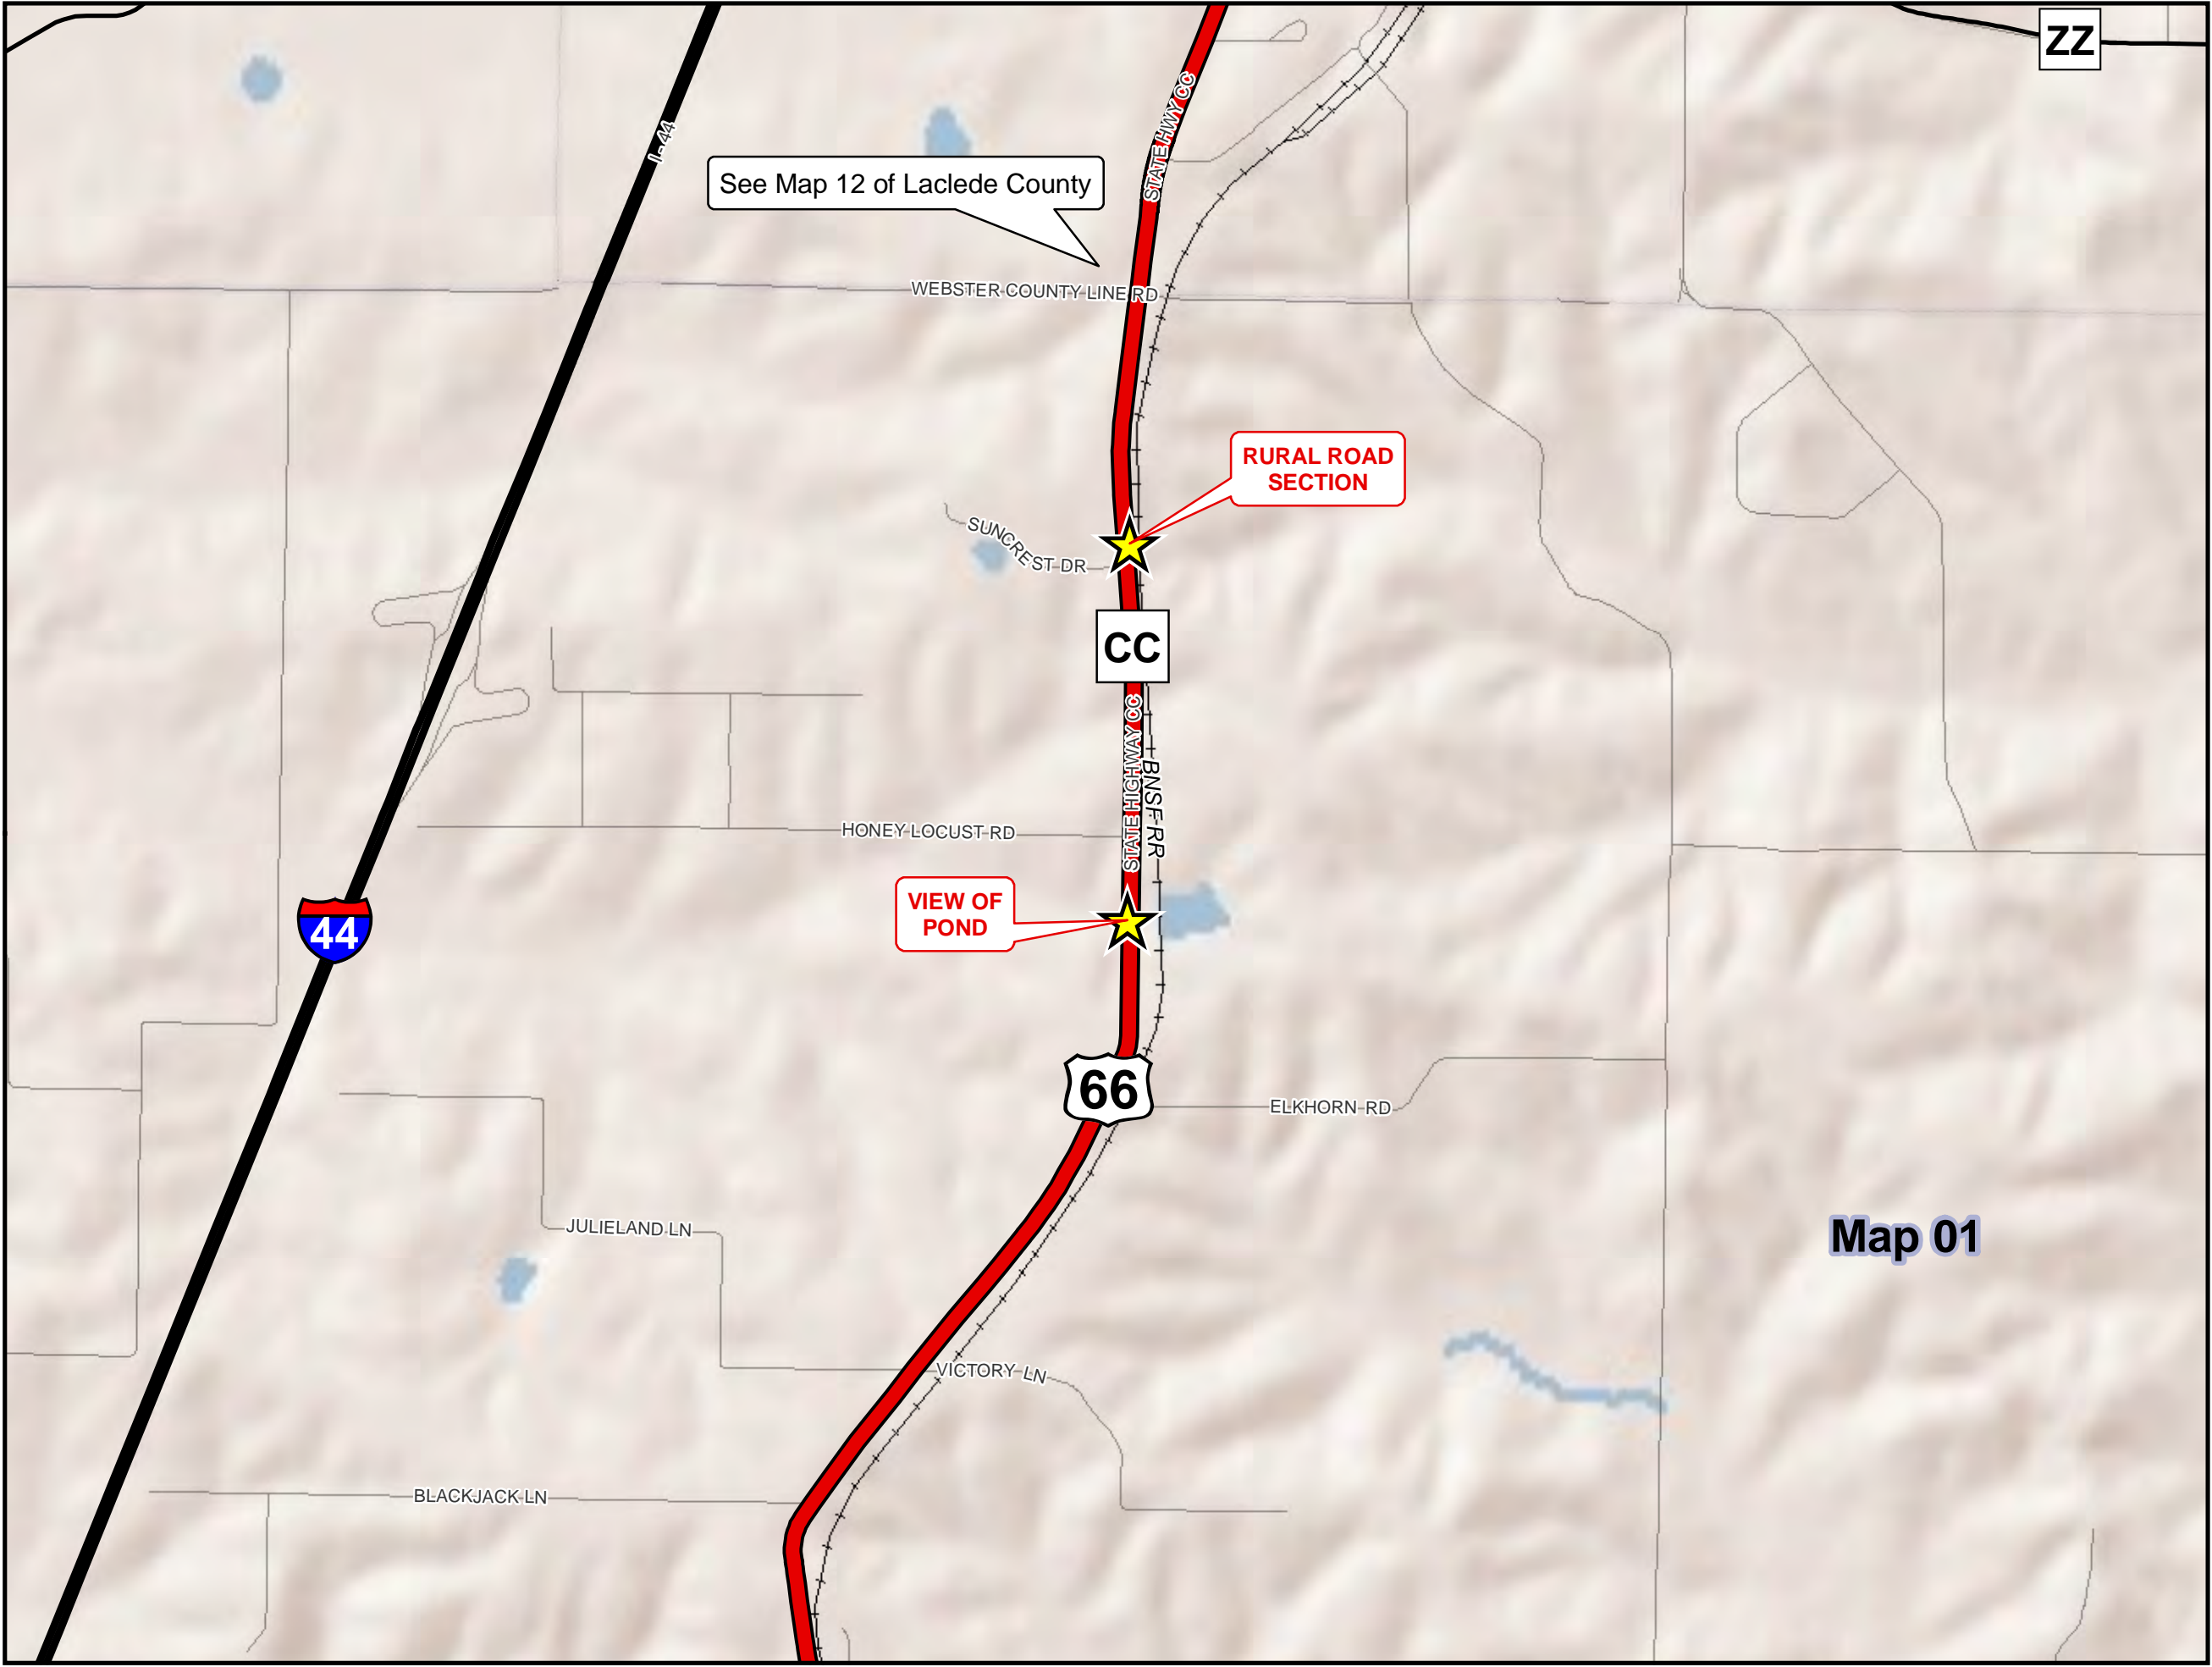 ZZ
STATE HWY CC
I- 44
See Map 12 of Laclede County
WEBSTER COUNTY LINE RD
RURAL ROAD
SECTION
SUNCREST DR
CC
STATE HIGHWAY CC
BNSF RR
HONEY LOCUST RD
VIEW OF
POND
44
66
ELKHORN RD
JULIELAND LN
Map 01
VICTORY LN
BLACKJACK LN